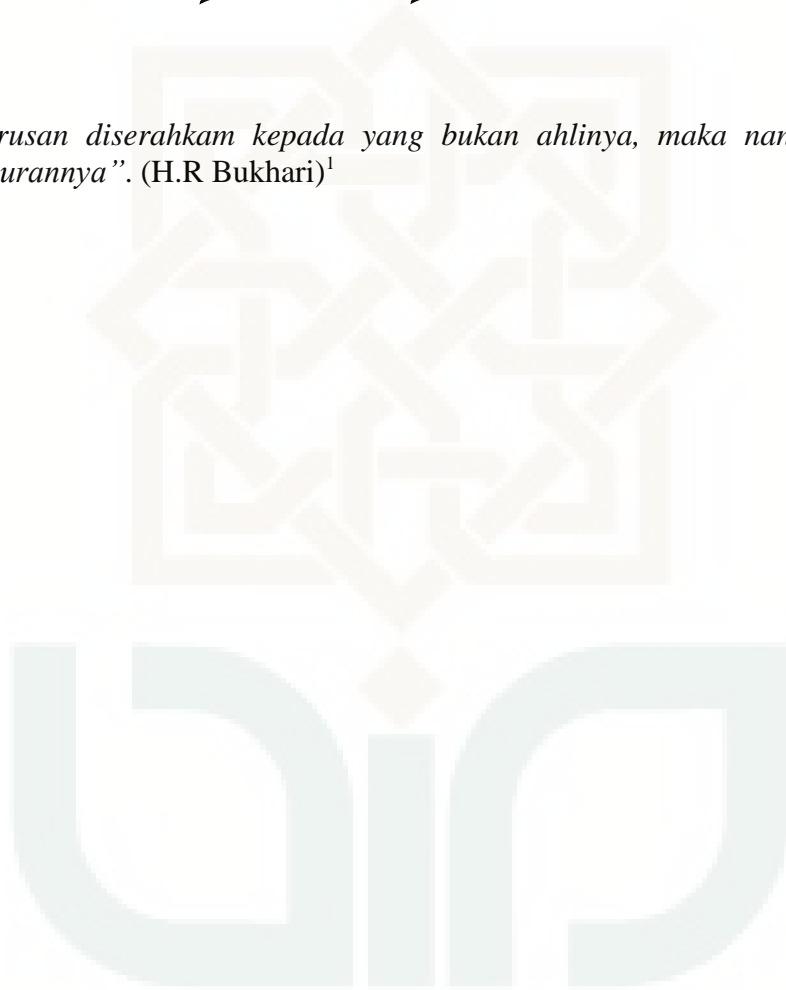 rusan diserahkam kepada yang bukan ahlinya, maka nan
urannya”. (H.R Bukhari)1